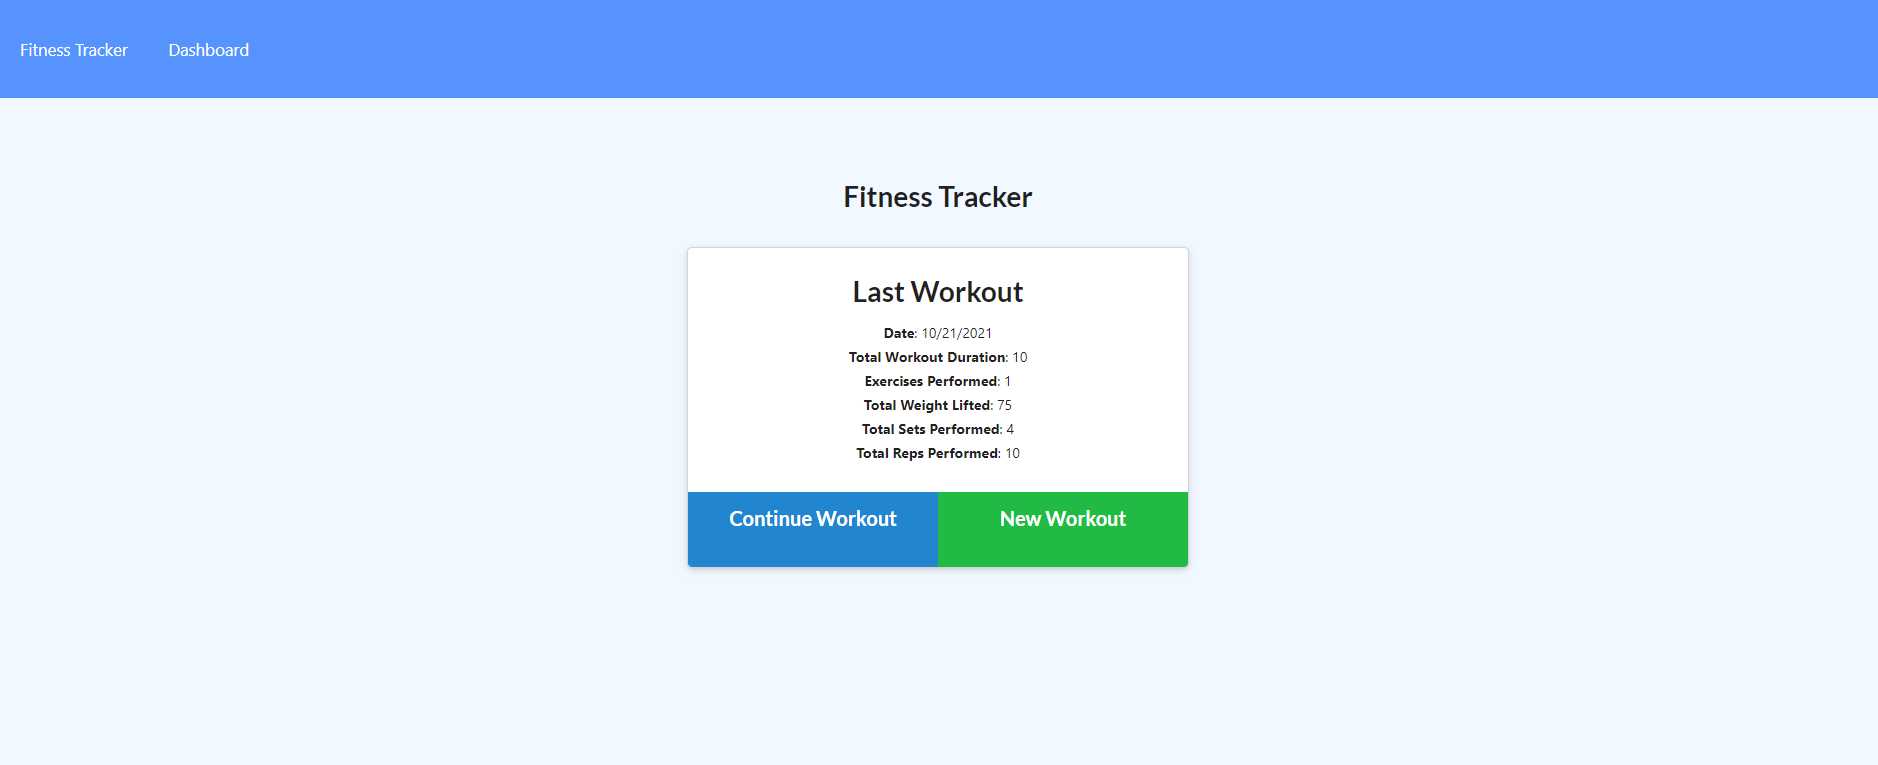 Fitness Tracker Dashboard
Fitness Tracker
Last Workout
Date: 10/21/2021
Total Workout Duration: 10
Exercises Performed: 1
Total Weight Lifted: 75
Total Sets Performed: 4
Total Reps Performed: 10
Continue Workout New Workout